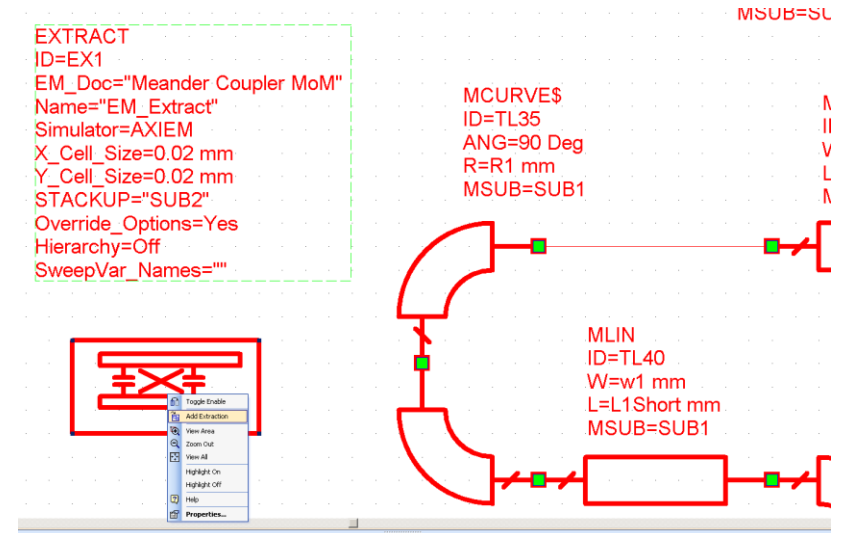 MSUB=SU
EXTRACT
ID=EX1
EM_Doc="Meander Coupler MoM"
Name="EM_Extract"
Simulator=AXIEM
X_Cell_Size=0.02 mm
Y_Cell_Size=0.02 mm
STACKUP="SUB2"
Override_Options=Yes
Hierarchy=Off
SweepVar_Names=""
MCURVE$
ID=TL35
ANG=90 Deg
R=R1 mm
MSUB=SUB1
MLIN
ID=TL40
W=w1 mm
L=L1Short mm
MSUB=SUB1
Toggle Enable
Add Extraction
View Area
Zoom Out
View All
Highlight On
Highlight Off
Help
Properties...